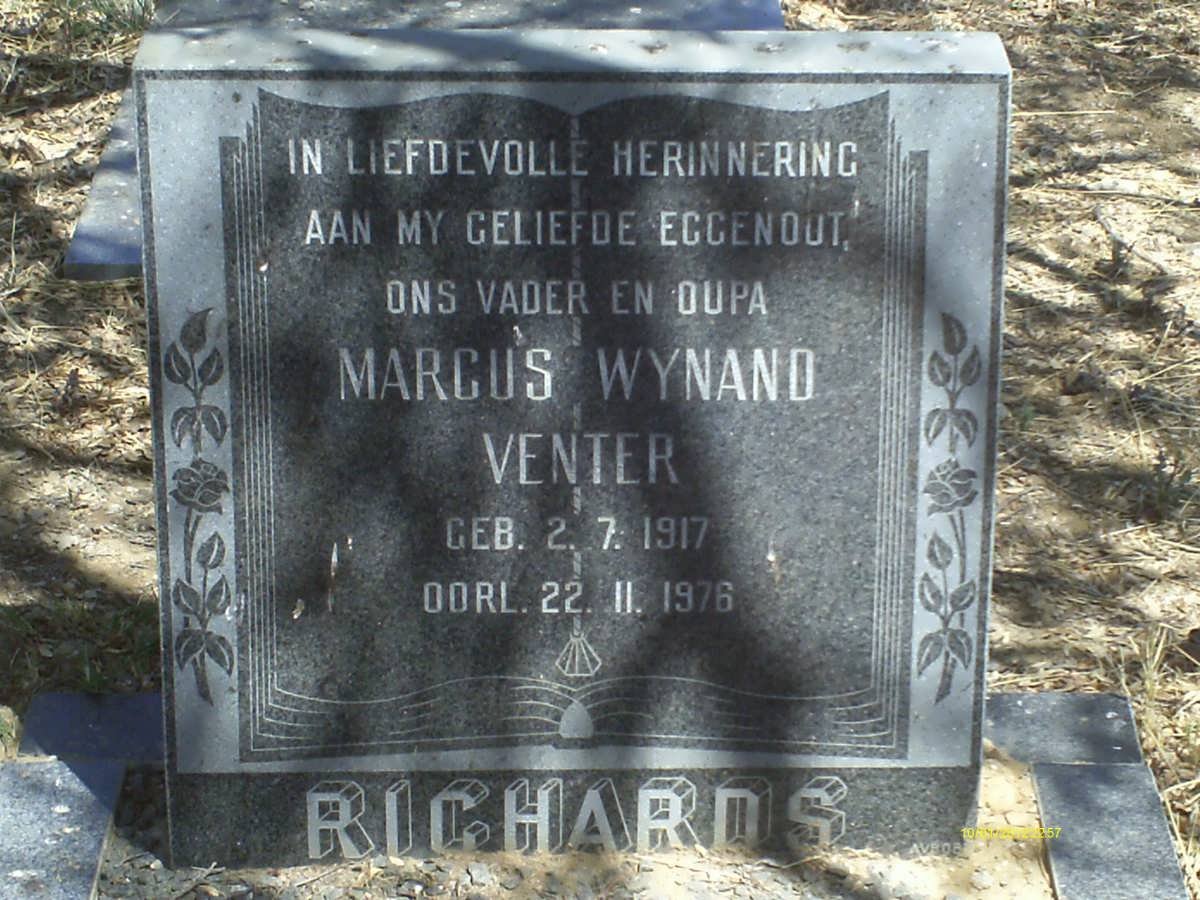 IN LIEFDEVOLLE HERINNERING
AAN MY GELIEFDE EGGENOOT,
ONS VADER EN OUPA
MARCUS WYNAND
VENTER
GEB. 2. 7. 1917
OORL. 22. 11. 1976
RICHARDS